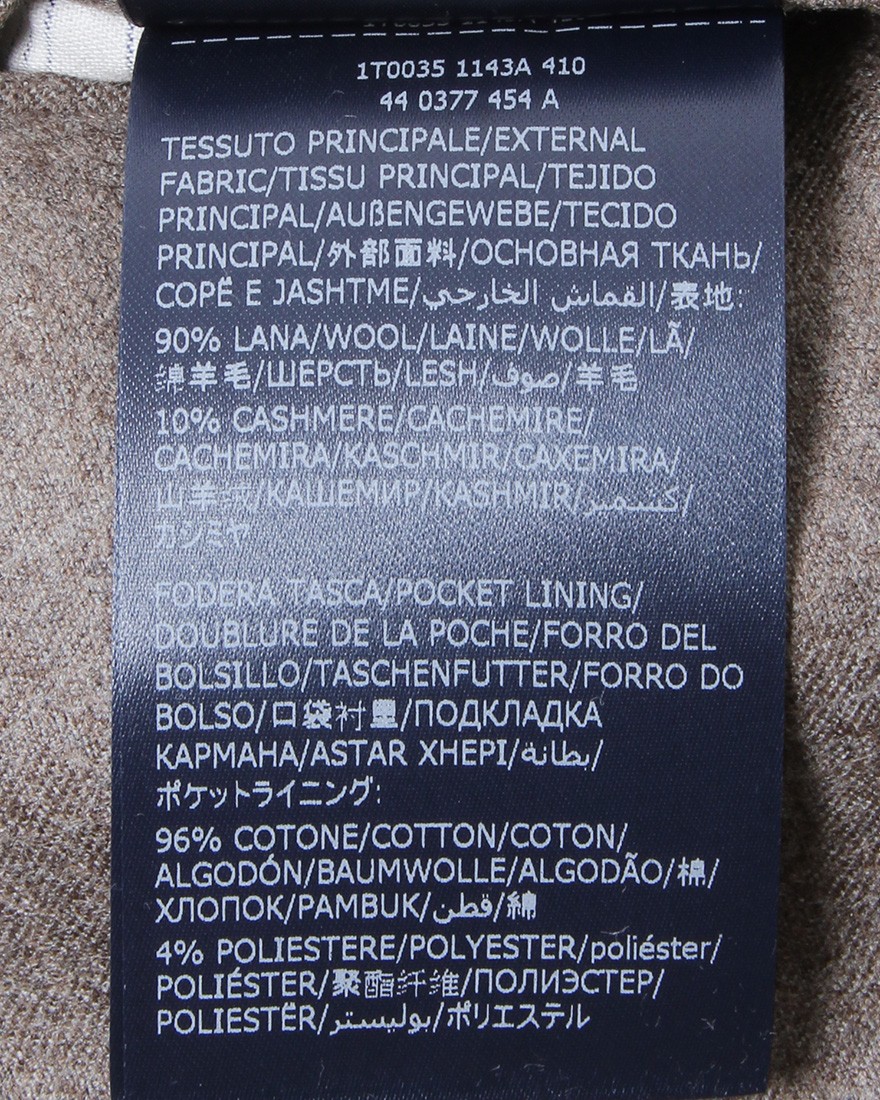 1T0035 1143A 410
44 0377 454 A
TESSUTO PRINCIPALE/EXTERNAL
FABRIC/TISSU PRINCIPAL/TEJIDO
PRINCIPAL/AUßENGEWEBE/TECIDO
PRINCIPAL/外部面料/ОСНОВНАЯ ТКАНЬ/
COPË E JASHTME/القماش الخارجي/表地:
90% LANA/WOOL/LAINE/WOLLE/LÃ/
绵羊毛/ШЕРСТЬ/LESH/صوف/羊毛
10% CASHMERE/CACHEMIRE/
CACHEMIRA/KASCHMIR/CAXEMIRA/
山羊绒/КАШЕМИР/KASHMIR/كشمير/
カシミヤ
FODERA TASCA/POCKET LINING/
DOUBLURE DE LA POCHE/FORRO DEL
BOLSILLO/TASCHENFUTTER/FORRO DO
BOLSO/口袋衬里/ПОДКЛАДКА
КАРМАНА/ASTAR XHEPI/بطانة/
ポケットライニング:
96% COTONE/COTTON/COTON/
ALGODÓN/BAUMWOLLE/ALGODÃO/棉/
ХЛОПОК/PAMBUK/قطن/綿
4% POLIESTERE/POLYESTER/poliéster/
POLIÉSTER/聚酯纤维/ПОЛИЭСТЕР/
POLIESTËR/بوليستر/ポリエステル